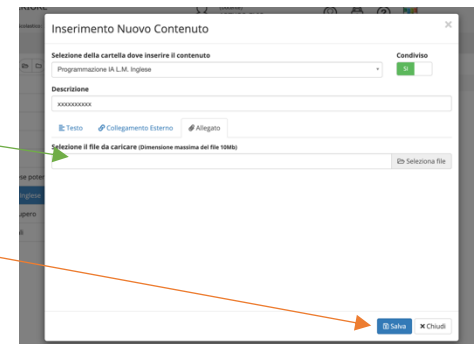 Inserimento Nuovo Contenuto
Selezione della cartella dove inserire il contenuto
Condiviso
Programmazione IA L.M. Inglese
SI
Descrizione
xxxxxxxxxx
Testo
Collegamento Esterno
Allegato
Selezione il file da caricare (Dimensione massima del file 10Mb)
Seleziona file
inglese
upero
Salva
Chiudi